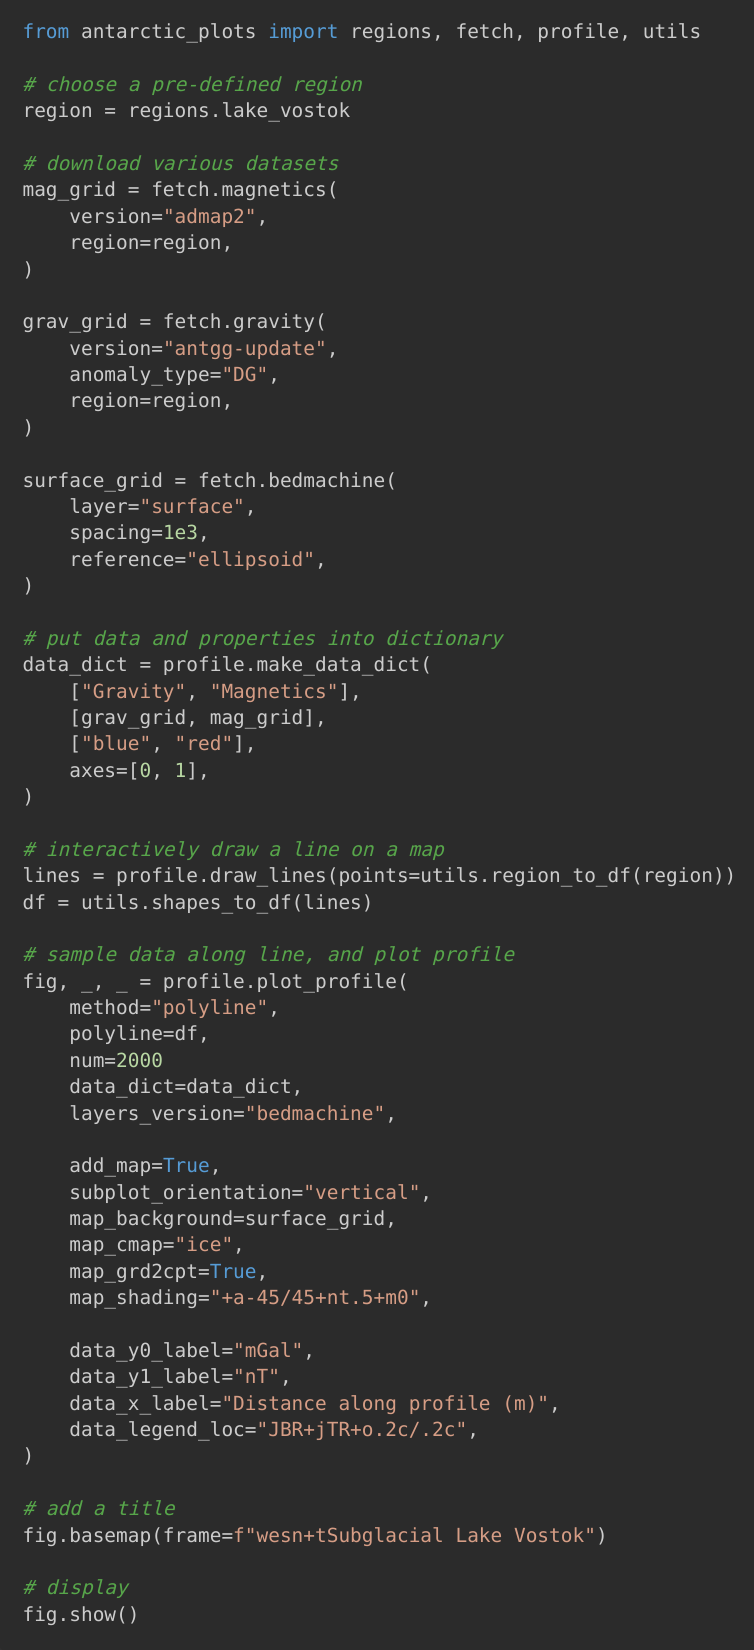 from antarctic_plots import regions, fetch, profile, utils

# choose a pre-defined region
region = regions.lake_vostok

# download various datasets
mag_grid = fetch.magnetics(
    version="admap2",
    region=region,
)

grav_grid = fetch.gravity(
    version="antgg-update",
    anomaly_type="DG",
    region=region,
)

surface_grid = fetch.bedmachine(
    layer="surface",
    spacing=1e3,
    reference="ellipsoid",
)

# put data and properties into dictionary
data_dict = profile.make_data_dict(
    ["Gravity", "Magnetics"],
    [grav_grid, mag_grid],
    ["blue", "red"],
    axes=[0, 1],
)

# interactively draw a line on a map
lines = profile.draw_lines(points=utils.region_to_df(region))
df = utils.shapes_to_df(lines)

# sample data along line, and plot profile
fig, _, _ = profile.plot_profile(
    method="polyline",
    polyline=df,
    num=2000
    data_dict=data_dict,
    layers_version="bedmachine",

    add_map=True,
    subplot_orientation="vertical",
    map_background=surface_grid,
    map_cmap="ice",
    map_grd2cpt=True,
    map_shading="+a-45/45+nt.5+m0",

    data_y0_label="mGal",
    data_y1_label="nT",
    data_x_label="Distance along profile (m)",
    data_legend_loc="JBR+jTR+o.2c/.2c",
)

# add a title
fig.basemap(frame=f"wesn+tSubglacial Lake Vostok")

# display
fig.show()